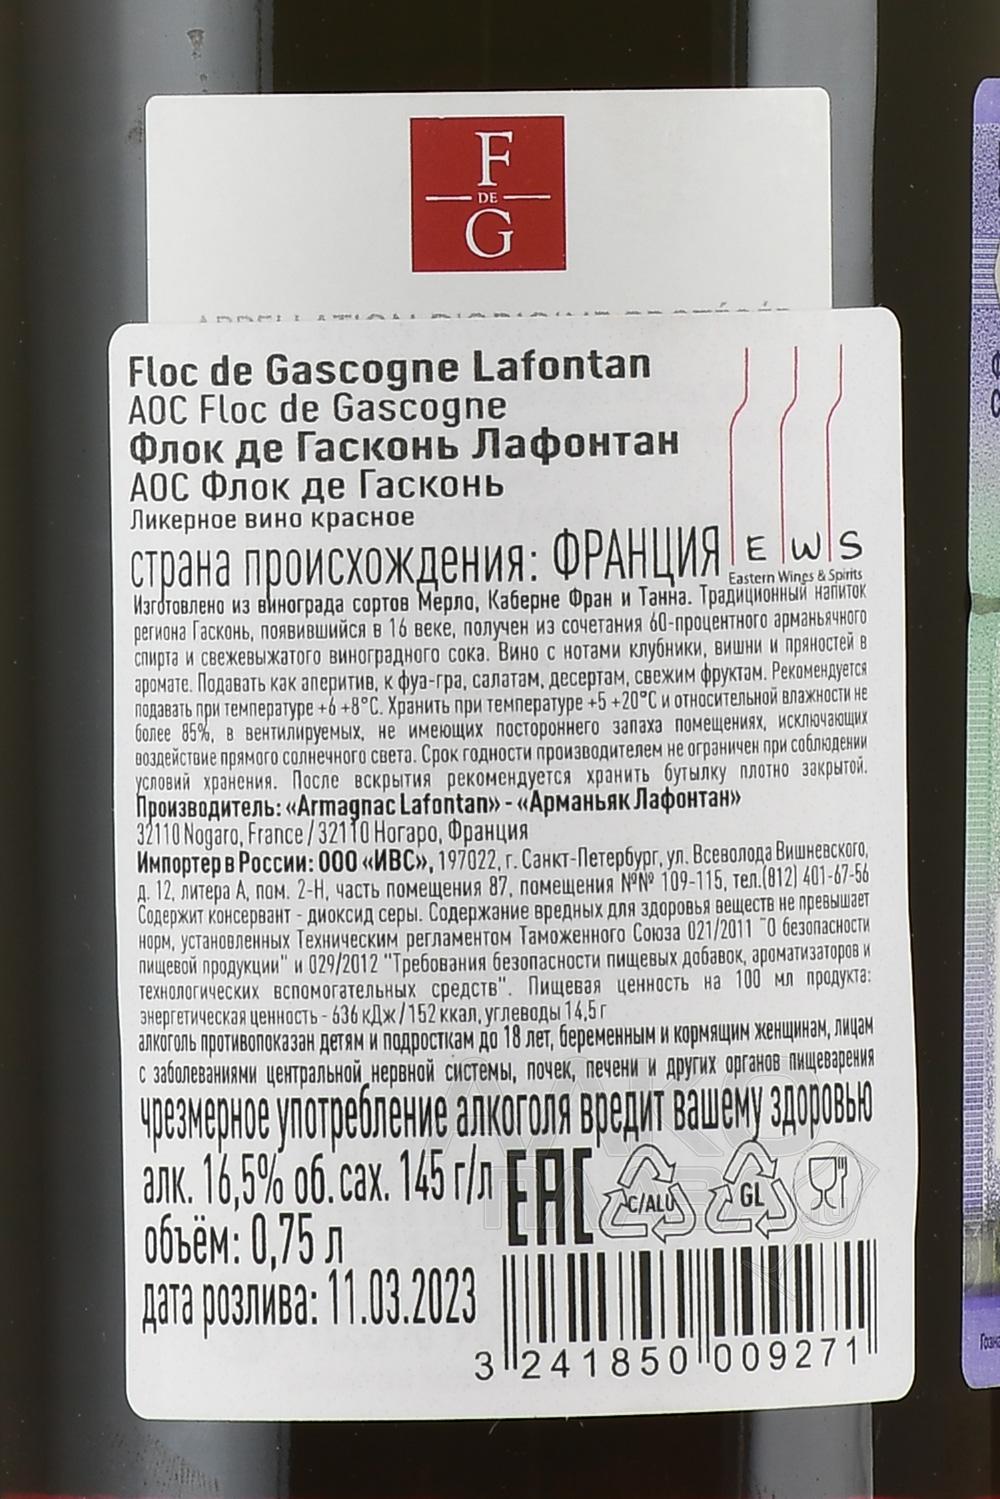 F
DE
G
APPELLATION D'ORIGINE PROTÉGÉE
Floc de Gascogne Lafontan
AOC Floc de Gascogne
Флок де Гасконь Лафонтан
АОС Флок де Гасконь
Ликерное вино красное
страна происхождения: ФРАНЦИЯ
E W S
Eastern Wines & Spirits
Изготовлено из винограда сортов Мерло, Каберне Фран и Танна. Традиционный напиток
региона Гасконь, появившийся в 16 веке, получен из сочетания 60-процентного арманьячного
спирта и свежевыжатого виноградного сока. Вино с нотами клубники, вишни и пряностей в
аромате. Подавать как аперитив, к фуа-гра, салатам, десертам, свежим фруктам. Рекомендуется
подавать при температуре +6 +8°С. Хранить при температуре +5 +20°С и относительной влажности не
более 85%, в вентилируемых, не имеющих постороннего запаха помещениях, исключающих
воздействие прямого солнечного света. Срок годности производителем не ограничен при соблюдении
условий хранения. После вскрытия рекомендуется хранить бутылку плотно закрытой.
Производитель: «Armagnac Lafontan» - «Арманьяк Лафонтан»
32110 Nogaro, France / 32110 Ногаро, Франция
Импортер в России: ООО «ИВС», 197022, г. Санкт-Петербург, ул. Всеволода Вишневского,
д. 12, литера А, пом. 2-Н, часть помещения 87, помещения №№ 109-115, тел.(812) 401-67-56
Содержит консервант - диоксид серы. Содержание вредных для здоровья веществ не превышает
норм, установленных Техническим регламентом Таможенного Союза 021/2011 "О безопасности
пищевой продукции" и 029/2012 "Требования безопасности пищевых добавок, ароматизаторов и
технологических вспомогательных средств". Пищевая ценность на 100 мл продукта:
энергетическая ценность - 636 кДж/152 ккал, углеводы 14,5 г
алкоголь противопоказан детям и подросткам до 18 лет, беременным и кормящим женщинам, лицам
с заболеваниями центральной нервной системы, почек, печени и других органов пищеварения
чрезмерное употребление алкоголя вредит вашему здоровью
алк. 16,5% об. сах. 145 г/л
EAC
C/ALU
GL
объём: 0,75 л
дата розлива: 11.03.2023
3 241850 009271